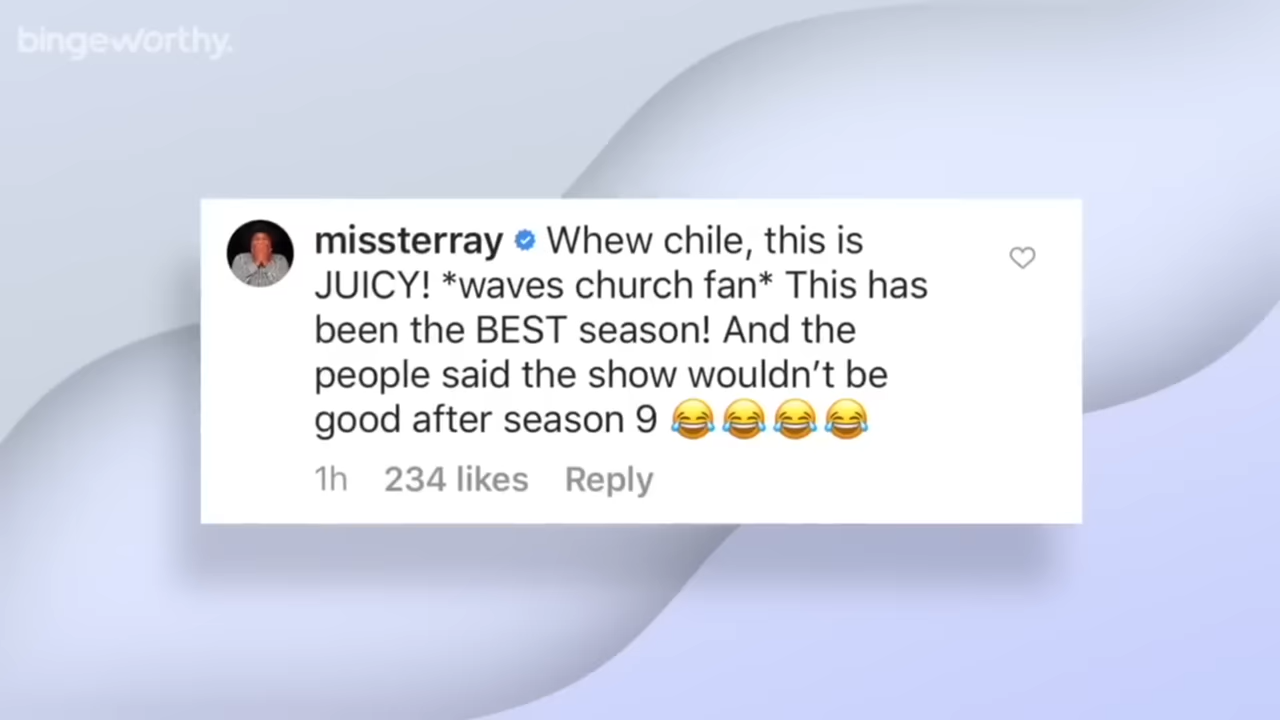 bingeworthy.
missterray Whew chile, this is
JUICY! *waves church fan* This has
been the BEST season! And the
people said the show wouldn't be
good after season 9 😂😂😂😂
1h 234 likes Reply